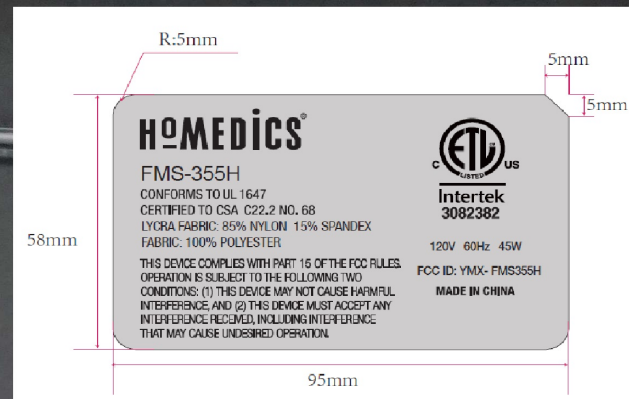 R:5mm
5mm
5mm
HoMEDiCS®
FMS-355H
CONFORMS TO UL 1647
CERTIFIED TO CSA C22.2 NO. 68
LYCRA FABRIC: 85% NYLON 15% SPANDEX
FABRIC: 100% POLYESTER
THIS DEVICE COMPLIES WITH PART 15 OF THE FCC RULES.
OPERATION IS SUBJECT TO THE FOLLOWING TWO
CONDITIONS: (1) THIS DEVICE MAY NOT CAUSE HARMFUL
INTERFERENCE, AND (2) THIS DEVICE MUST ACCEPT ANY
INTERFERENCE RECEIVED, INCLUDING INTERFERENCE
THAT MAY CAUSE UNDESIRED OPERATION.
C ETL US
LISTED
Intertek
3082382
120V 60Hz 45W
FCC ID: YMX- FMS355H
MADE IN CHINA
58mm
95mm